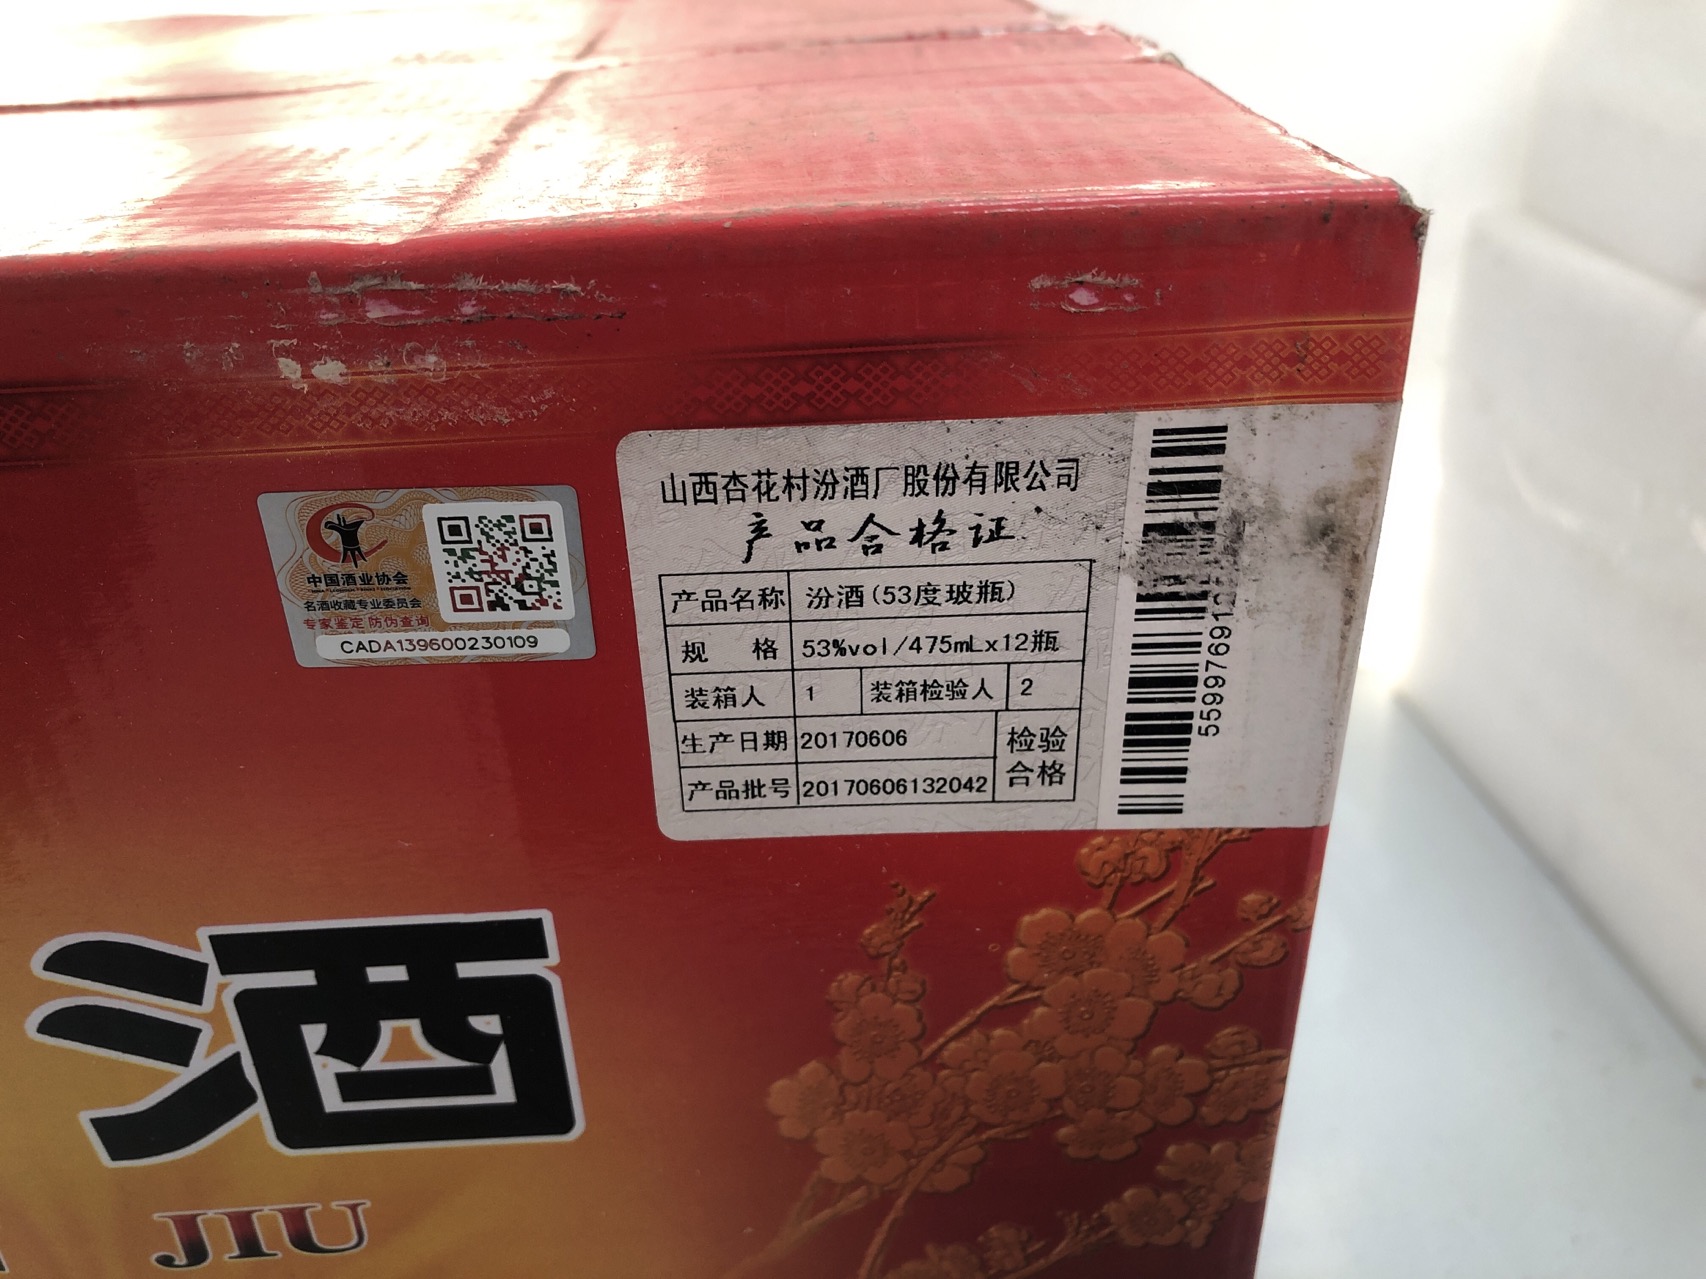 中国酒业协会
名酒收藏专业委员会
专家鉴定 防伪查询
CADA139600230109
山西杏花村汾酒厂股份有限公司
产品合格证
产品名称 汾酒(53度玻瓶)
规 格 53%vol/475mLx12瓶
装箱人 1 装箱检验人 2
生产日期 20170606 检验
产品批号 20170606132042 合格
酒
JIU